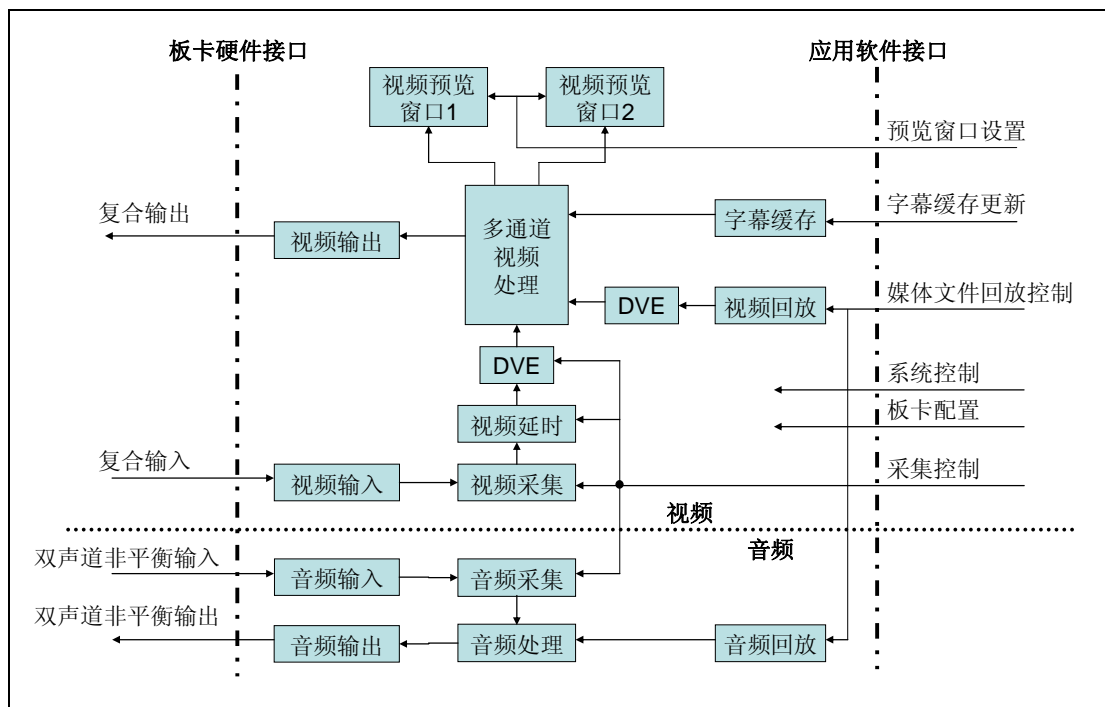 板卡硬件接口
应用软件接口
视频预览
窗口1
视频预览
窗口2
预览窗口设置
复合输出
视频输出
多通道
视频
处理
字幕缓存
字幕缓存更新
DVE
视频回放
媒体文件回放控制
DVE
系统控制
视频延时
板卡配置
复合输入
视频输入
视频采集
采集控制
视频
音频
双声道非平衡输入
音频输入
音频采集
双声道非平衡输出
音频输出
音频处理
音频回放